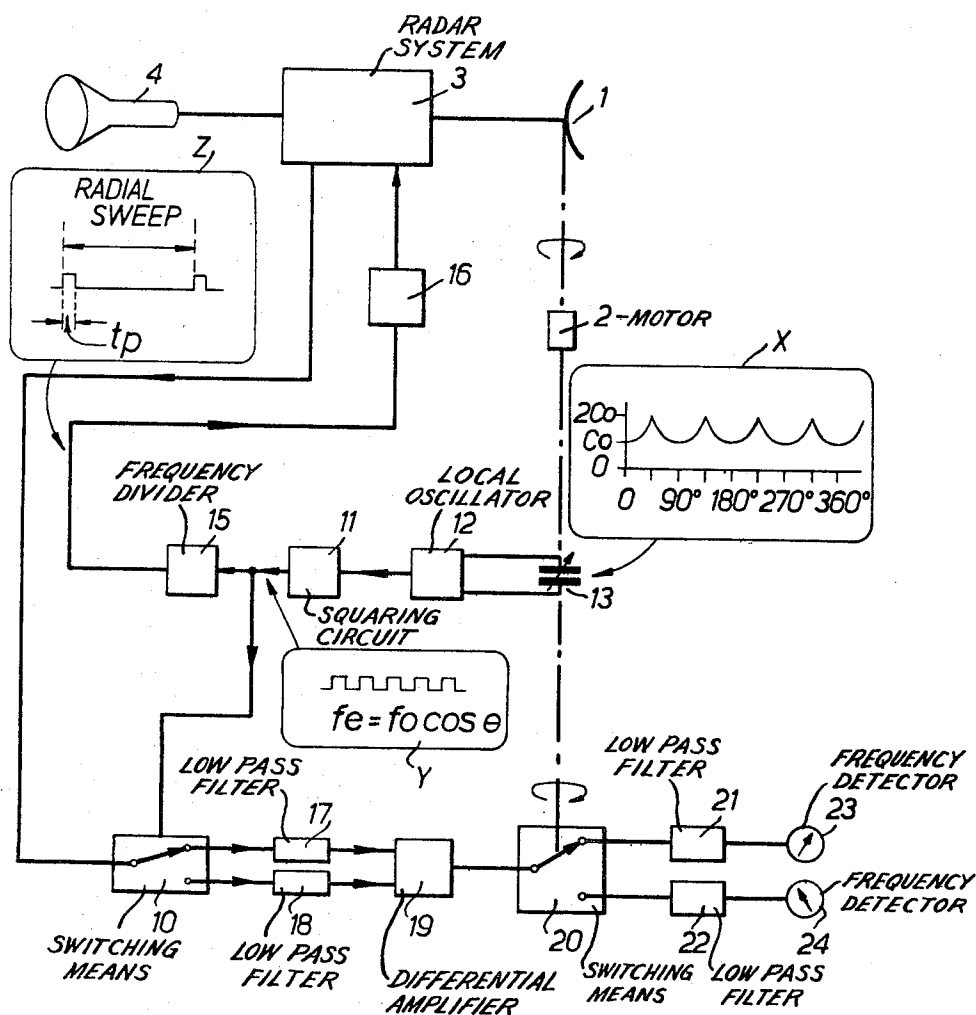 RADAR
SYSTEM
3
4
1
Z
RADIAL
SWEEP
tp
16
2-MOTOR
X
2Co
Co
0
0 90° 180° 270° 360°
FREQUENCY
DIVIDER
15
11
LOCAL
OSCILLATOR
12
13
SQUARING
CIRCUIT
fe = fo cos θ
Y
LOW PASS
FILTER
17
18
LOW PASS
FILTER
10
SWITCHING
MEANS
19
DIFFERENTIAL
AMPLIFIER
20
SWITCHING
MEANS
LOW PASS
FILTER
21
22
LOW PASS
FILTER
FREQUENCY
DETECTOR
23
FREQUENCY
DETECTOR
24